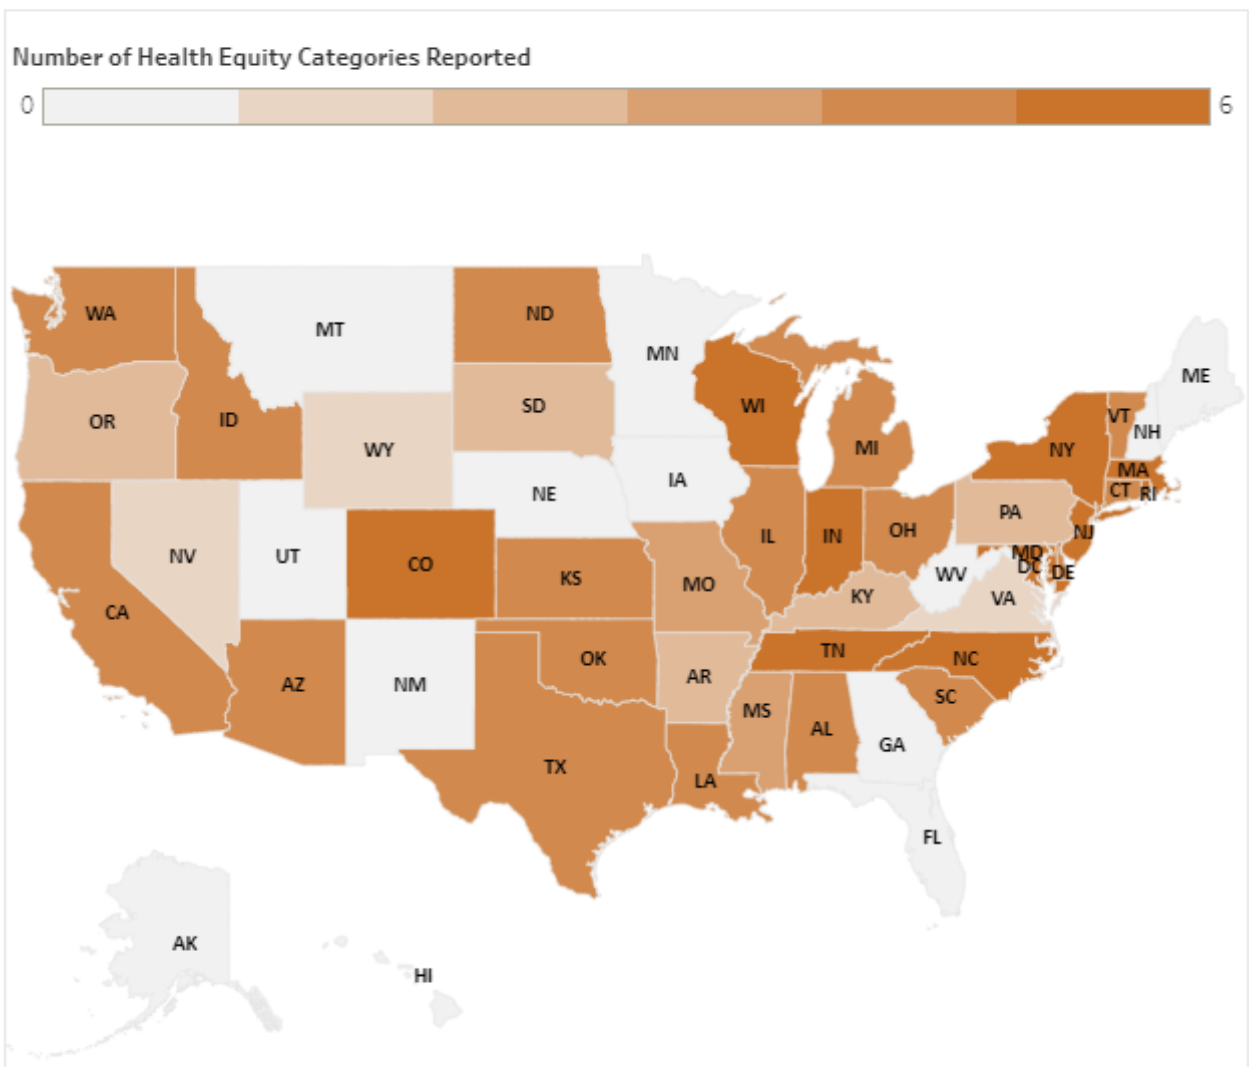 Number of Health Equity Categories Reported
0 6
WA
MT
ND
MN
ME
OR
ID
WY
SD
WI
MI
NY
VT
NH
MA
CT RI
NE
IA
PA
NV
UT
CO
KS
MO
IL
IN
OH
NJ
MD
DC
DE
WV
VA
KY
CA
AZ
NM
OK
AR
TN
NC
SC
MS
AL
GA
TX
LA
FL
AK
HI